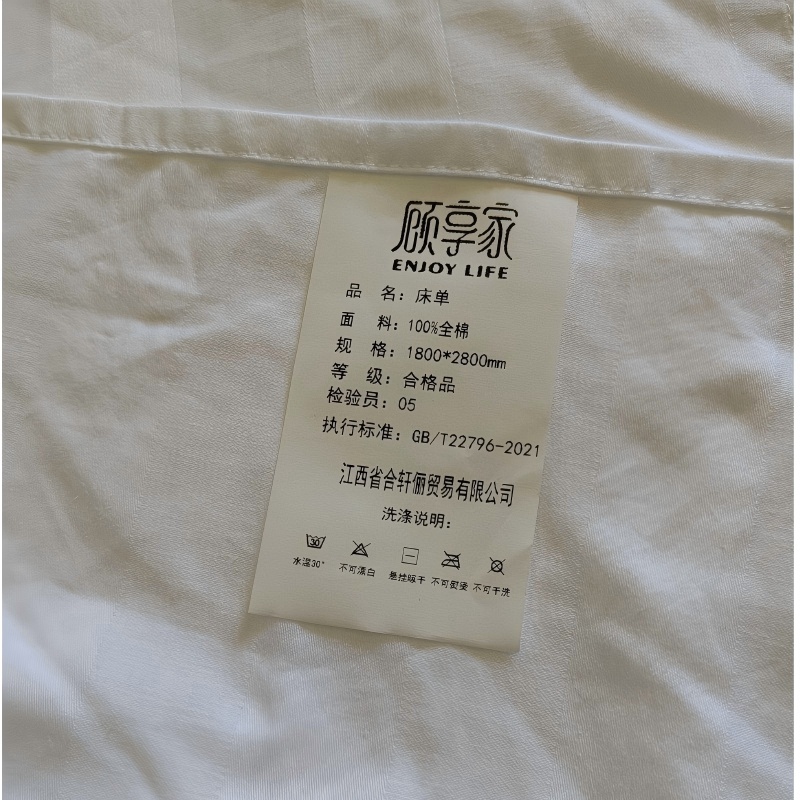 顾享家
ENJOY LIFE
品 名：床单
面 料：100%全棉
规 格：1800*2800mm
等 级：合格品
检验员：05
执行标准：GB/T22796-2021
江西省合轩俪贸易有限公司
洗涤说明：
30
水温30° 不可漂白 悬挂晾干 不可熨烫 不可干洗